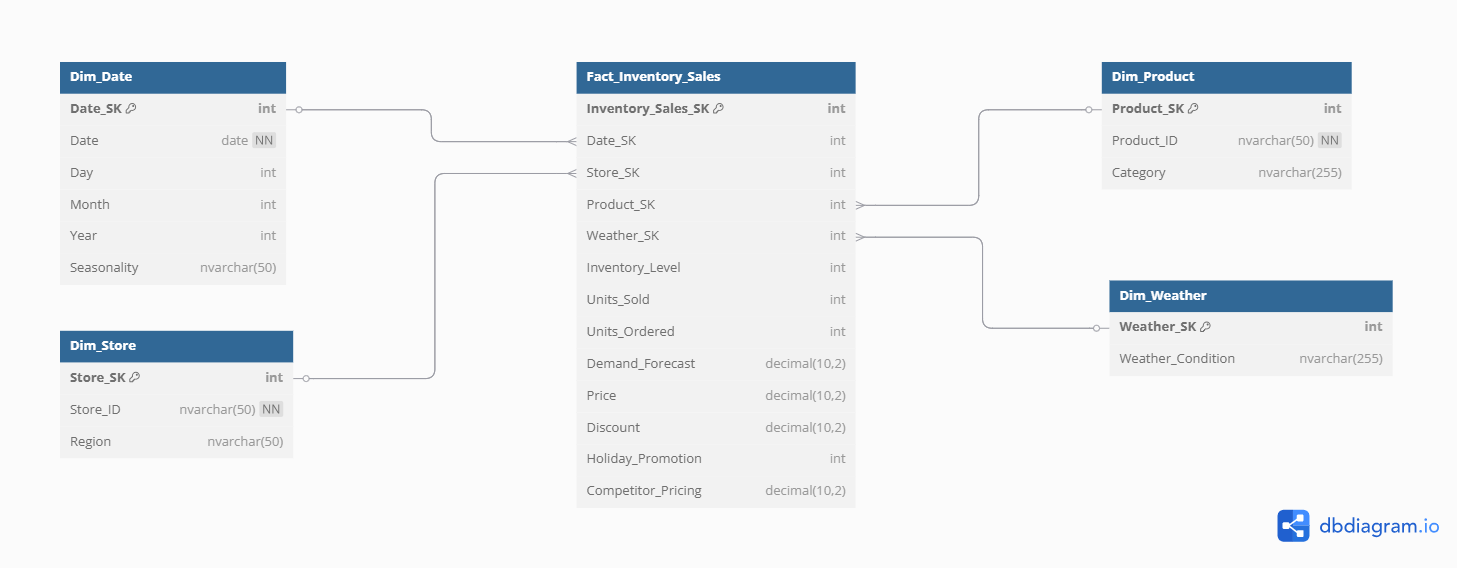 Dim_Date
Date_SK int
Date date NN
Day int
Month int
Year int
Seasonality nvarchar(50)
Dim_Store
Store_SK int
Store_ID nvarchar(50) NN
Region nvarchar(50)
Fact_Inventory_Sales
Inventory_Sales_SK int
Date_SK int
Store_SK int
Product_SK int
Weather_SK int
Inventory_Level int
Units_Sold int
Units_Ordered int
Demand_Forecast decimal(10,2)
Price decimal(10,2)
Discount decimal(10,2)
Holiday_Promotion int
Competitor_Pricing decimal(10,2)
Dim_Product
Product_SK int
Product_ID nvarchar(50) NN
Category nvarchar(255)
Dim_Weather
Weather_SK int
Weather_Condition nvarchar(255)
dbdiagram.io